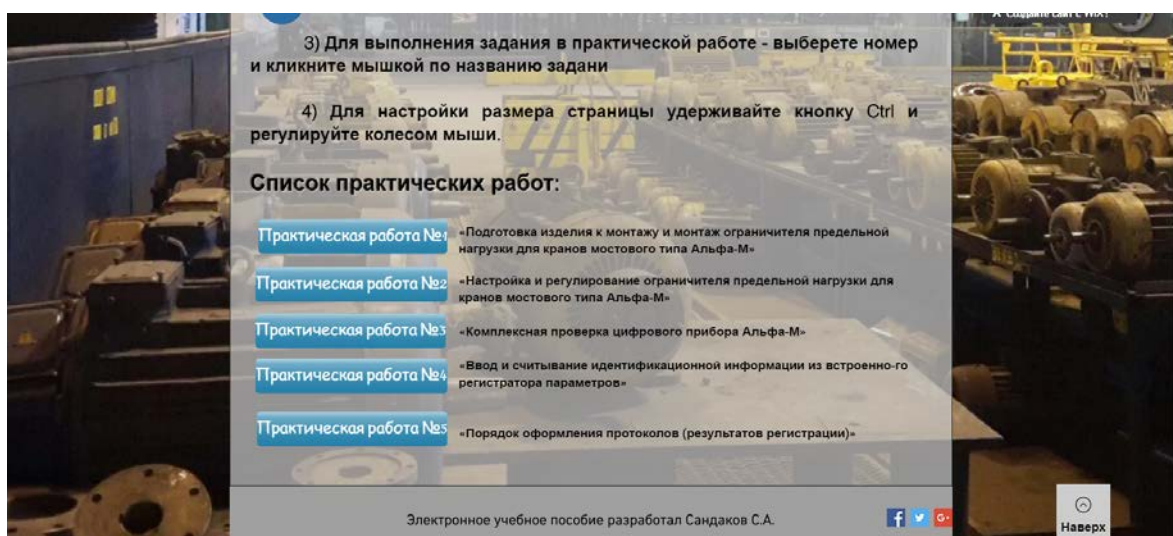 Создайте сайт с WIX!
3) Для выполнения задания в практической работе - выберете номер
и кликните мышкой по названию задани
4) Для настройки размера страницы удерживайте кнопку Ctrl и
регулируйте колесом мыши.
Список практических работ:
Практическая работа №1
«Подготовка изделия к монтажу и монтаж ограничителя предельной
нагрузки для кранов мостового типа Альфа-М»
Практическая работа №2
«Настройка и регулирование ограничителя предельной нагрузки для
кранов мостового типа Альфа-М»
Практическая работа №3
«Комплексная проверка цифрового прибора Альфа-М»
Практическая работа №4
«Ввод и считывание идентификационной информации из встроенно-го
регистратора параметров»
Практическая работа №5
«Порядок оформления протоколов (результатов регистрации)»
Электронное учебное пособие разработал Сандаков С.А.
Наверх